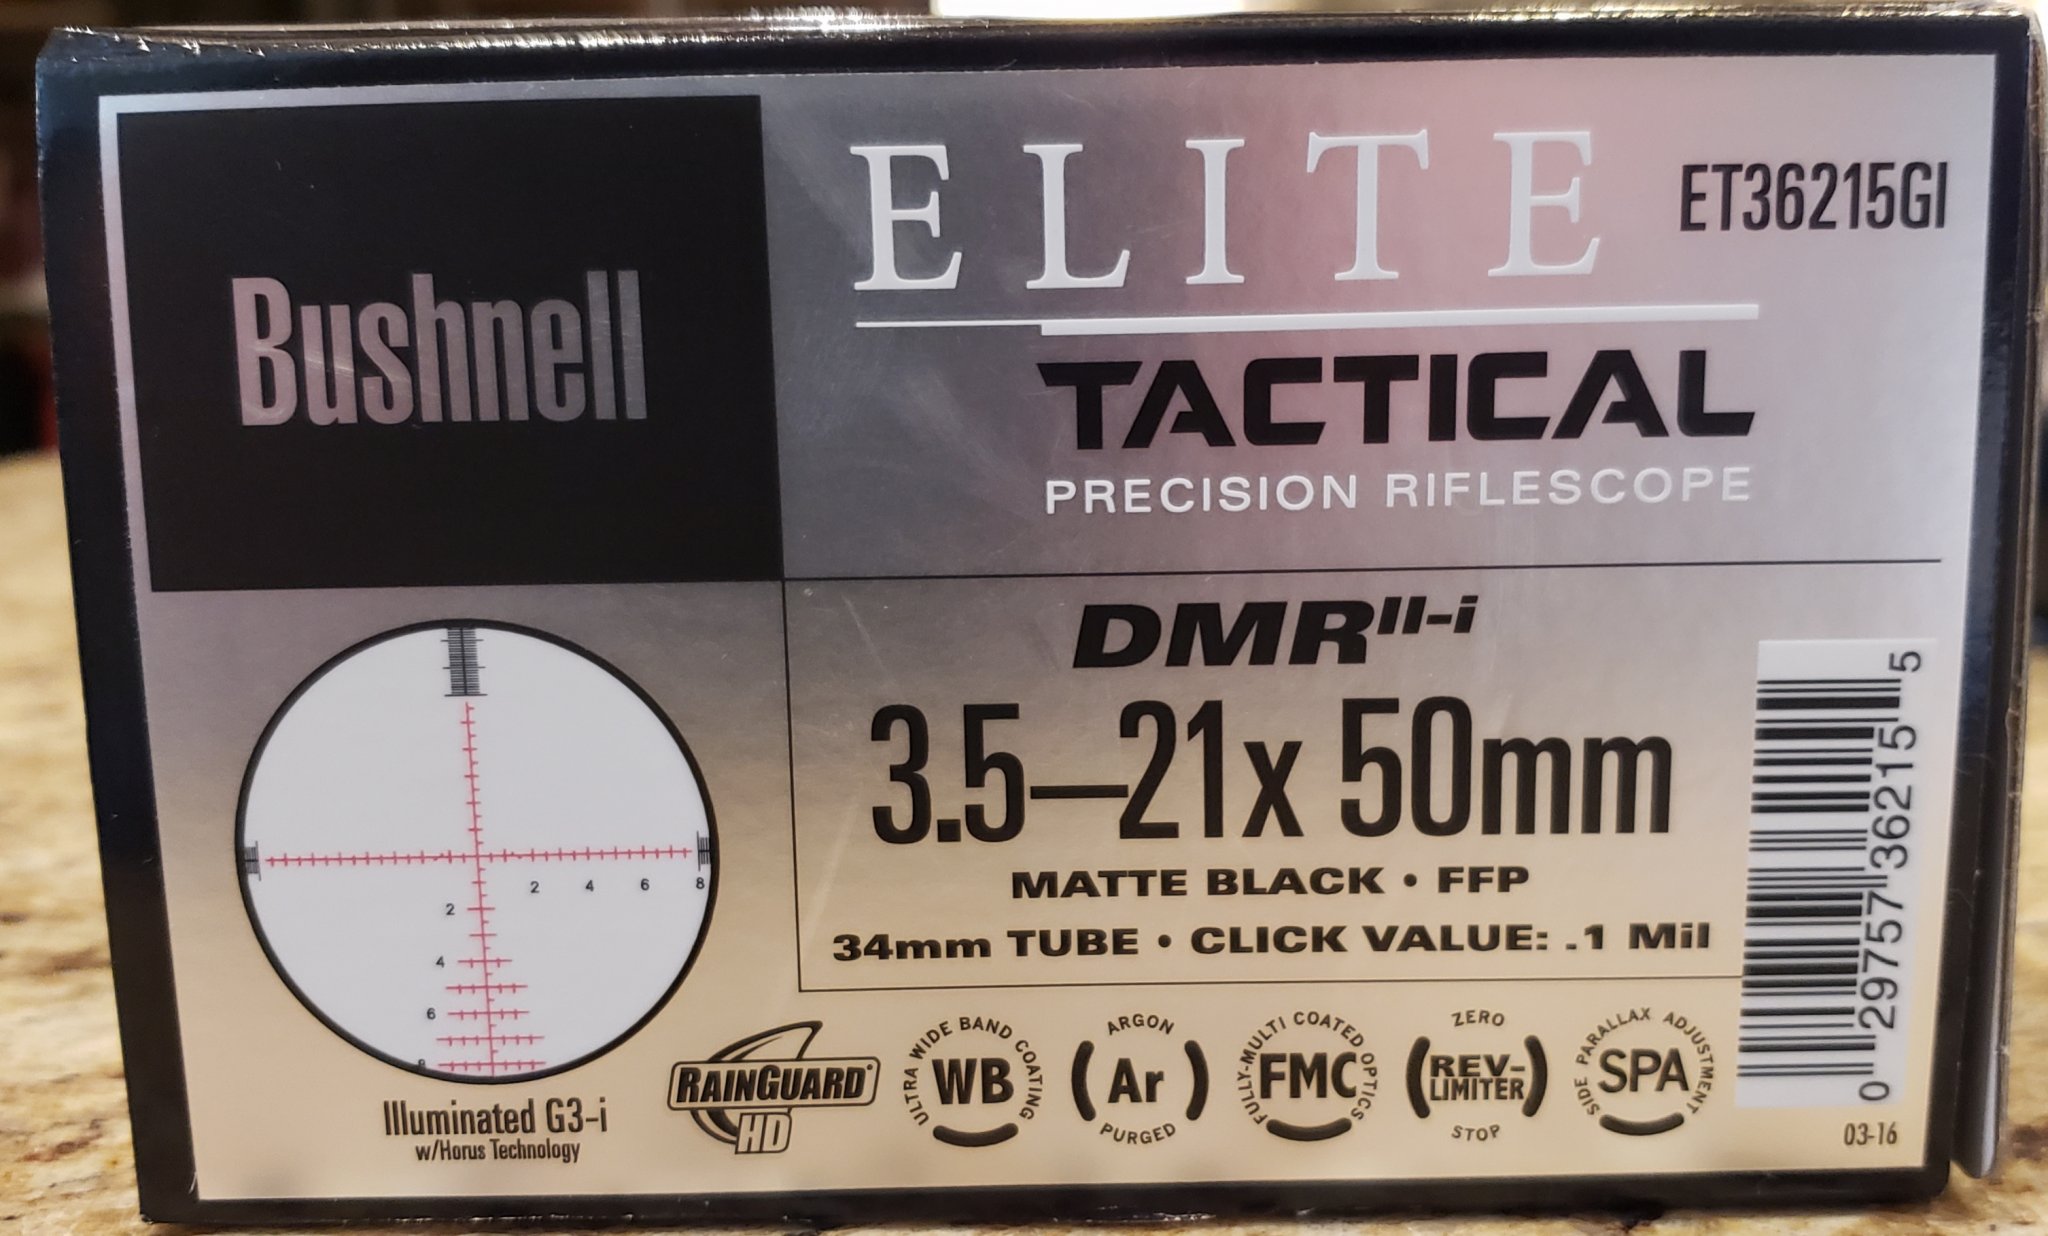 Bushnell
ELITE
ET36215GI
TACTICAL
PRECISION RIFLESCOPE
DMRII-i
3.5—21x 50mm
MATTE BLACK • FFP
34mm TUBE • CLICK VALUE: .1 Mil
2 4 6 8
2
4
6
8
Illuminated G3-i
w/Horus Technology
RAINGUARD®
HD
ULTRA WIDE BAND COATING
WB
ARGON
Ar
PURGED
FULLY-MULTI COATED OPTICS
FMC
ZERO
REV-
LIMITER
STOP
SIDE PARALLAX ADJUSTMENT
SPA
0 29757 36215 5
03-16